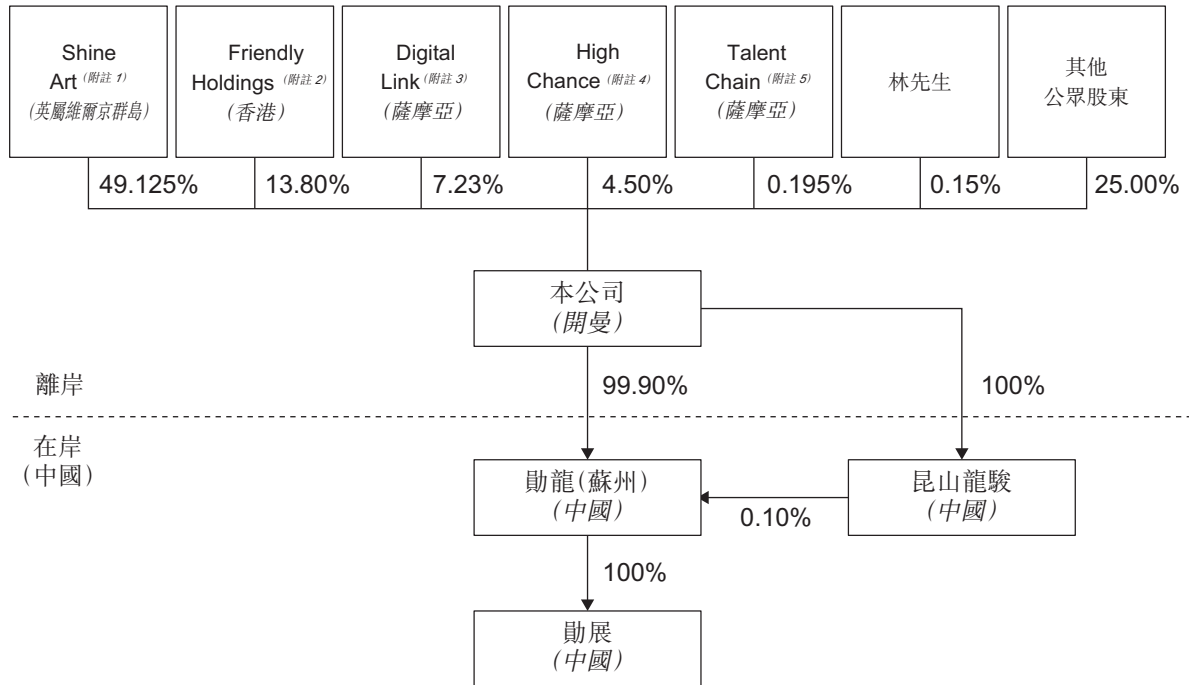 Shine
Art (附註 1)
(英屬維爾京群島)
Friendly
Holdings (附註 2)
(香港)
Digital
Link (附註 3)
(薩摩亞)
High
Chance (附註 4)
(薩摩亞)
Talent
Chain (附註 5)
(薩摩亞)
林先生
其他
公眾股東
49.125%
13.80%
7.23%
4.50%
0.195%
0.15%
25.00%
本公司
(開曼)
離岸
99.90%
100%
在岸
(中國)
勛龍(蘇州)
(中國)
0.10%
昆山龍駿
(中國)
100%
勛展
(中國)